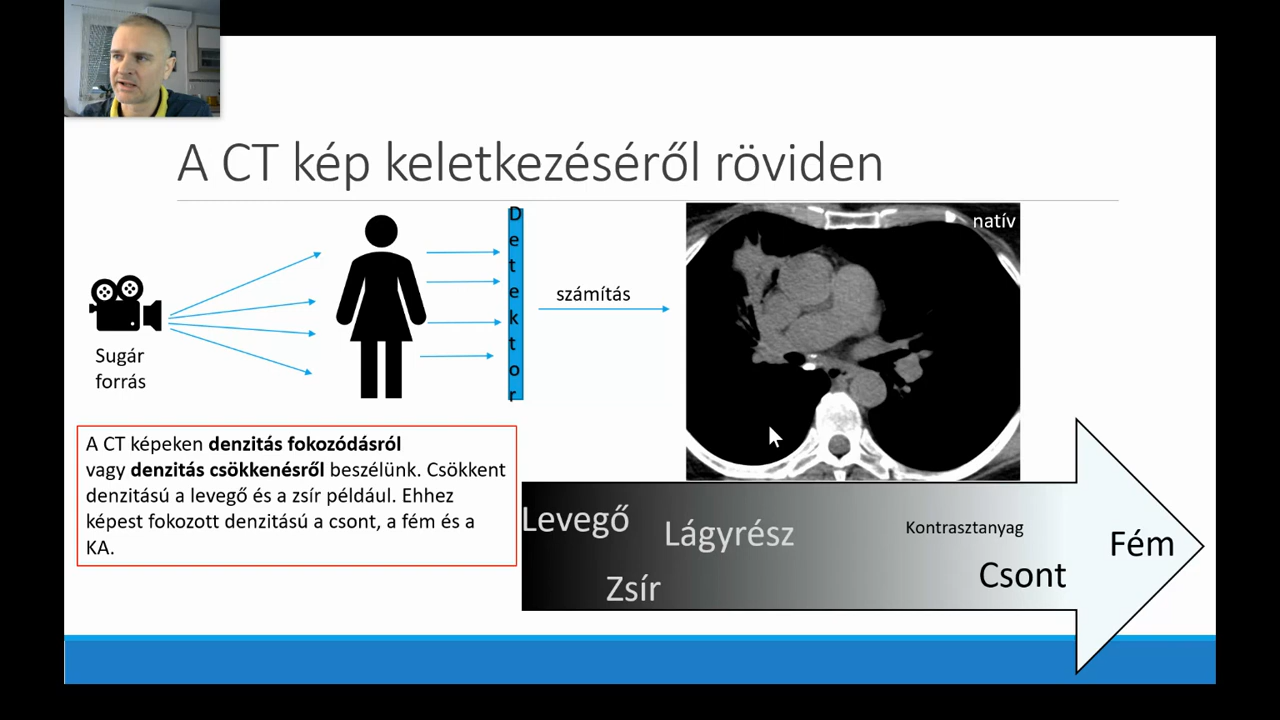 A CT kép keletkezéséről röviden
natív
Detektor
számítás
Sugár
forrás
A CT képeken denzitás fokozódásról
vagy denzitás csökkenésről beszélünk. Csökkent
denzitású a levegő és a zsír például. Ehhez
képest fokozott denzitású a csont, a fém és a
KA.
Levegő
Lágyrész
Kontrasztanyag
Fém
Zsír
Csont